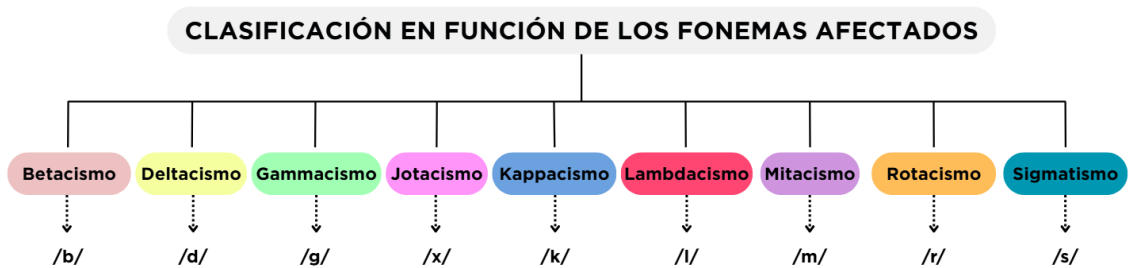 CLASIFICACIÓN EN FUNCIÓN DE LOS FONEMAS AFECTADOS
Betacismo Deltacismo Gammacismo Jotacismo Kappacismo Lambdacismo Mitacismo Rotacismo Sigmatismo
/b/ /d/ /g/ /x/ /k/ /l/ /m/ /r/ /s/